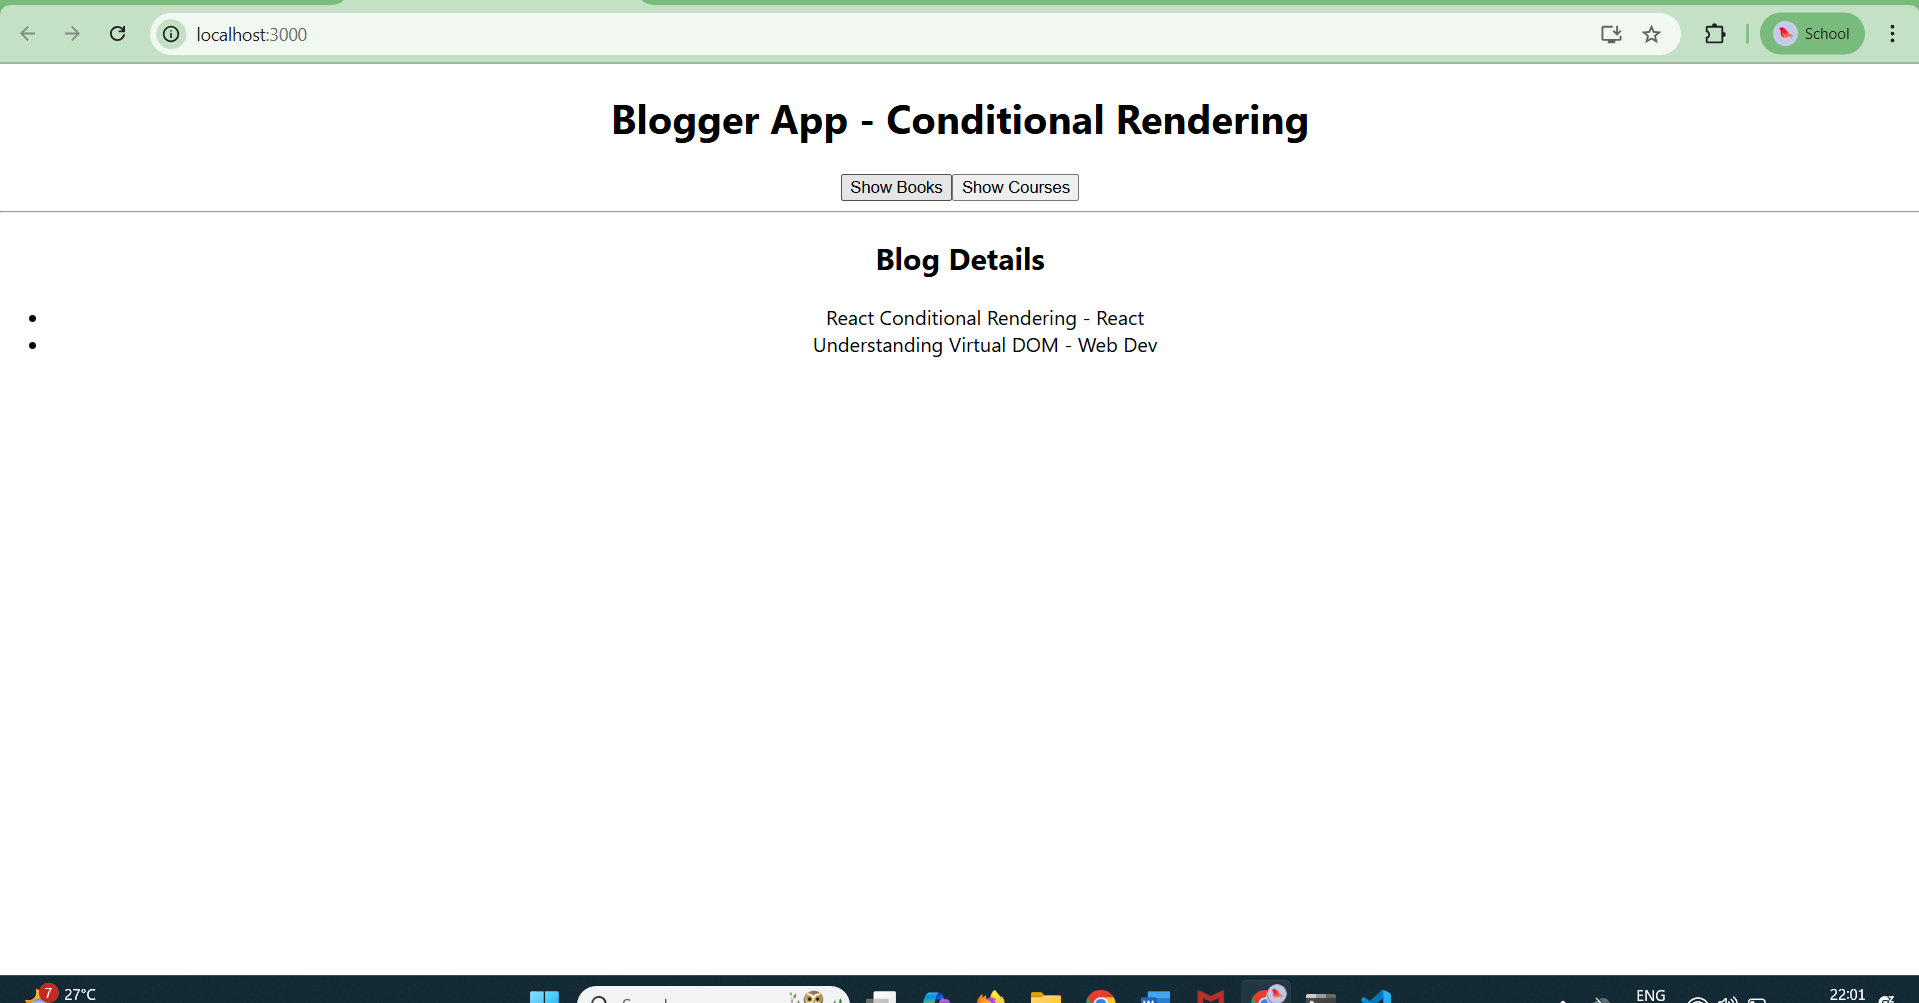 localhost:3000
School
Blogger App - Conditional Rendering
Show Books Show Courses
Blog Details
• React Conditional Rendering - React
• Understanding Virtual DOM - Web Dev
7 27°C
ENG
22:01